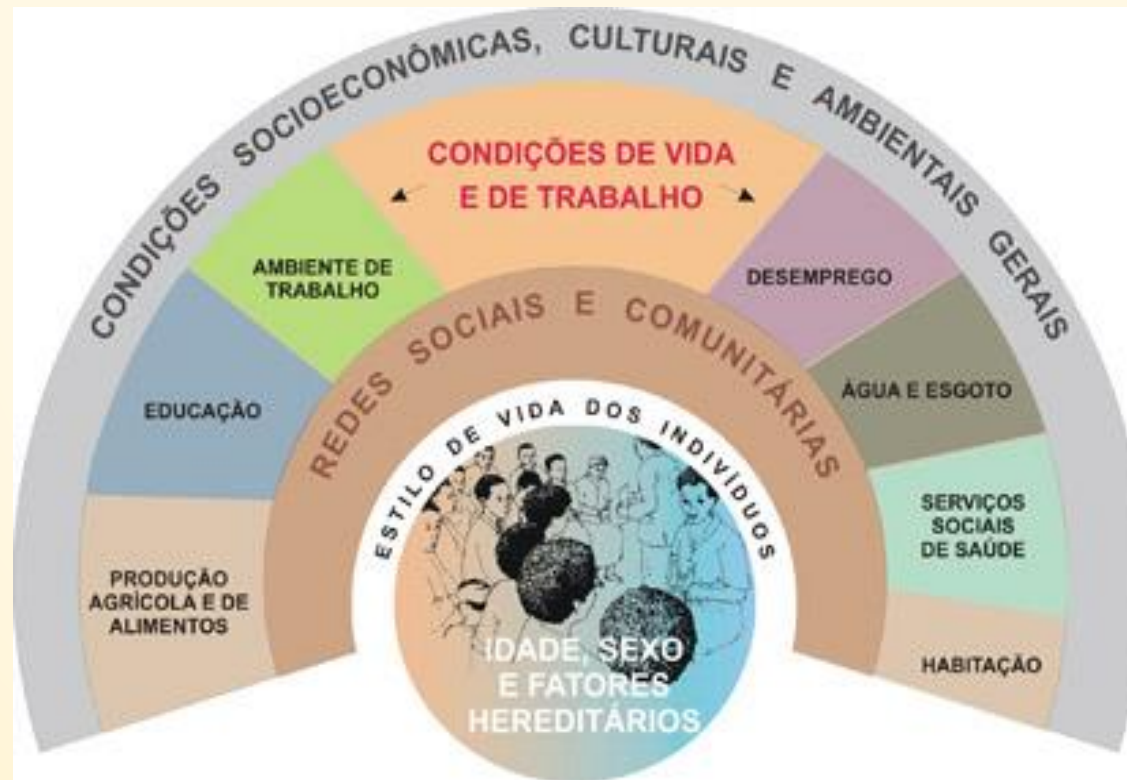 CONDIÇÕES SOCIOECONÔMICAS, CULTURAIS E AMBIENTAIS GERAIS
CONDIÇÕES DE VIDA
E DE TRABALHO
AMBIENTE DE
TRABALHO
DESEMPREGO
EDUCAÇÃO
ÁGUA E ESGOTO
PRODUÇÃO
AGRÍCOLA E DE
ALIMENTOS
SERVIÇOS
SOCIAIS
DE SAÚDE
HABITAÇÃO
REDES SOCIAIS E COMUNITÁRIAS
ESTILO DE VIDA DOS INDIVÍDUOS
IDADE, SEXO
E FATORES
HEREDITÁRIOS